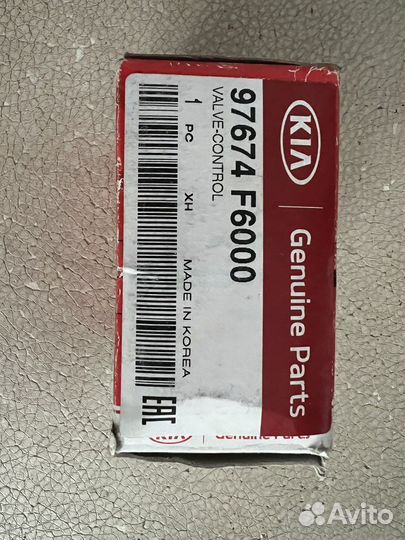 97674 F6000
VALVE-CONTROL
1 PC XH MADE IN KOREA
EAC
KIA
Genuine Parts
KIA
Genuine Parts
Avito